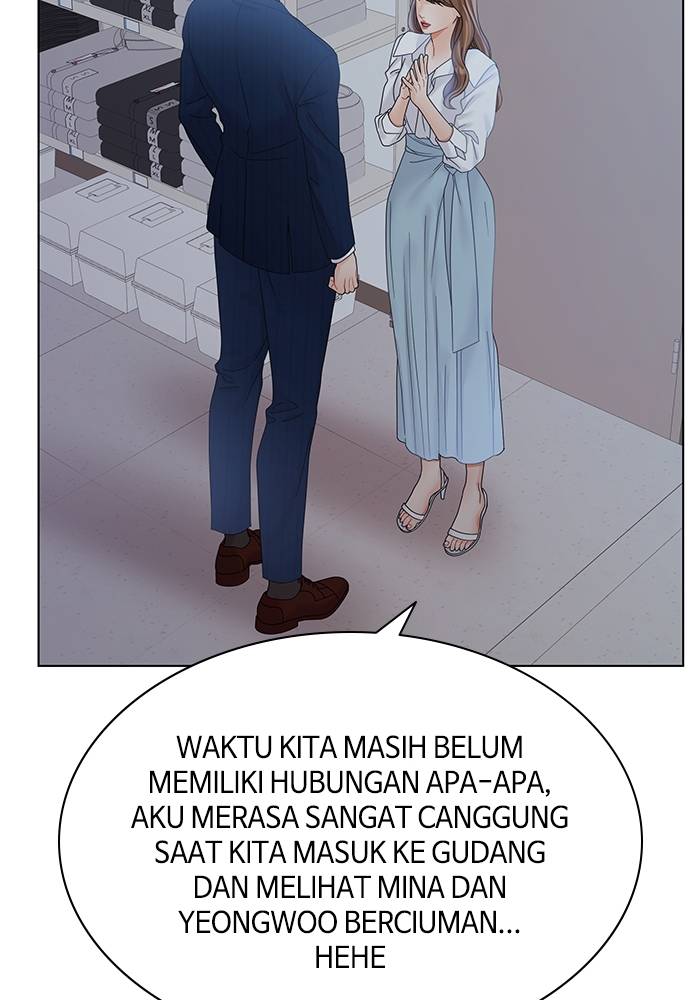 WAKTU KITA MASIH BELUM
MEMILIKI HUBUNGAN APA-APA,
AKU MERASA SANGAT CANGGUNG
SAAT KITA MASUK KE GUDANG
DAN MELIHAT MINA DAN
YEONGWOO BERCIUMAN...
HEHE